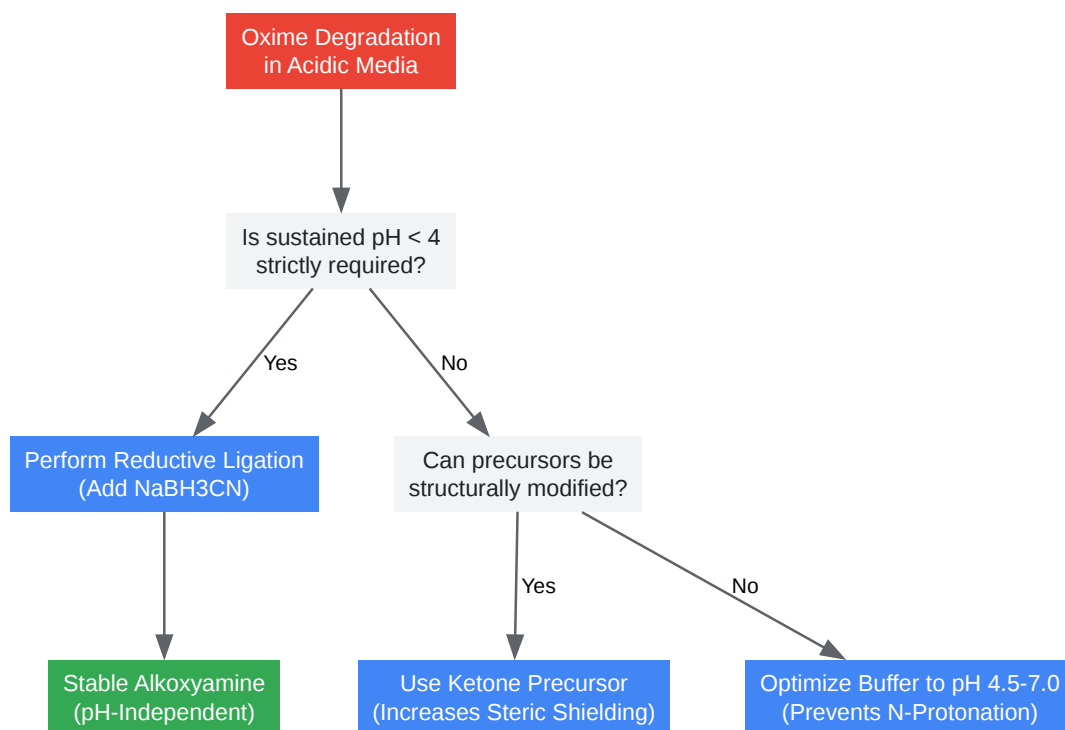 Oxime Degradation
in Acidic Media
Is sustained pH < 4
strictly required?
Yes
No
Perform Reductive Ligation
(Add NaBH3CN)
Can precursors be
structurally modified?
Yes
No
Stable Alkoxyamine
(pH-Independent)
Use Ketone Precursor
(Increases Steric Shielding)
Optimize Buffer to pH 4.5-7.0
(Prevents N-Protonation)